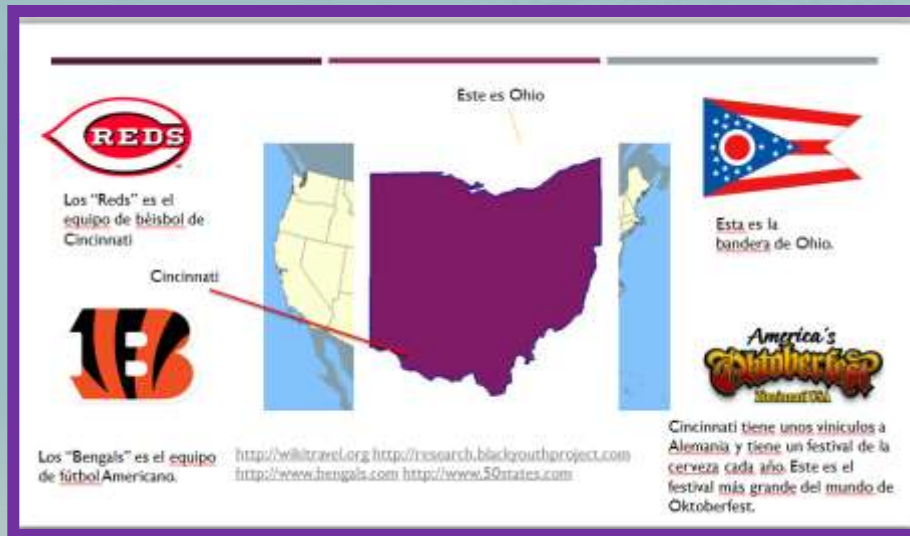 Este es Ohio
REDS
Los "Reds" es el
equipo de béisbol de
Cincinnati
Esta es la
bandera de Ohio.
Cincinnati
B
America's
Oktoberfest
Zinzinnati USA
Los "Bengals" es el equipo
de fútbol Americano.
http://wikitravel.org http://research.blackyouthproject.com
http://www.bengals.com http://www.50states.com
Cincinnati tiene unos viniculos a
Alemania y tiene un festival de la
cerveza cada año. Este es el
festival más grande del mundo de
Oktoberfest.